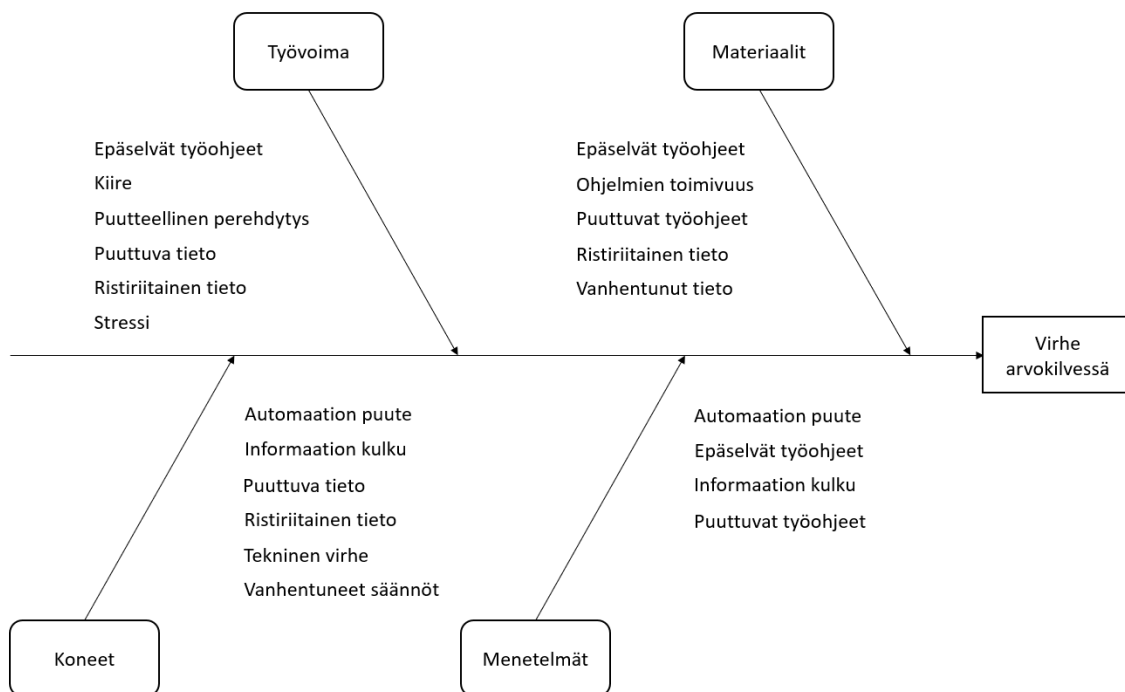 Työvoima
Materiaalit
Epäselvät työohjeet
Kiire
Puutteellinen perehdytys
Puuttuva tieto
Ristiriitainen tieto
Stressi
Epäselvät työohjeet
Ohjelmien toimivuus
Puuttuvat työohjeet
Ristiriitainen tieto
Vanhentunut tieto
Virhe
arvokilvessä
Automaation puute
Informaation kulku
Puuttuva tieto
Ristiriitainen tieto
Tekninen virhe
Vanhentuneet säännöt
Automaation puute
Epäselvät työohjeet
Informaation kulku
Puuttuvat työohjeet
Koneet
Menetelmät